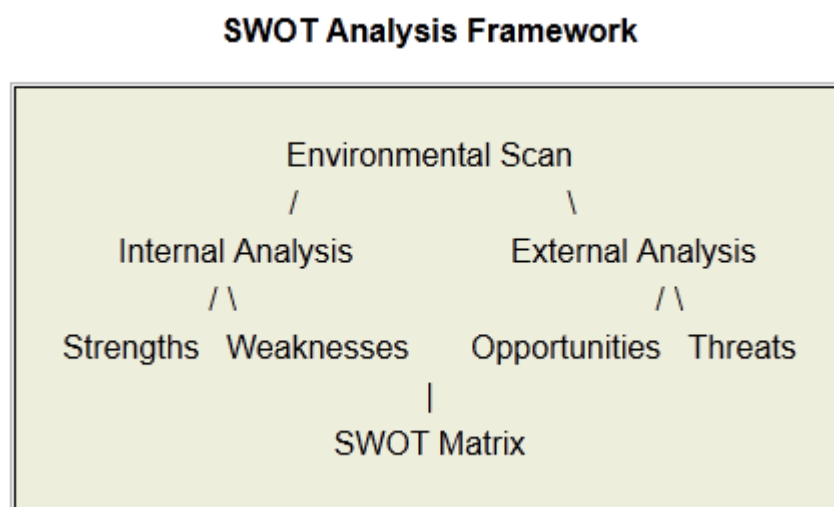 SWOT Analysis Framework
Environmental Scan
/ \
Internal Analysis External Analysis
/ \ / \
Strengths Weaknesses Opportunities Threats
|
SWOT Matrix